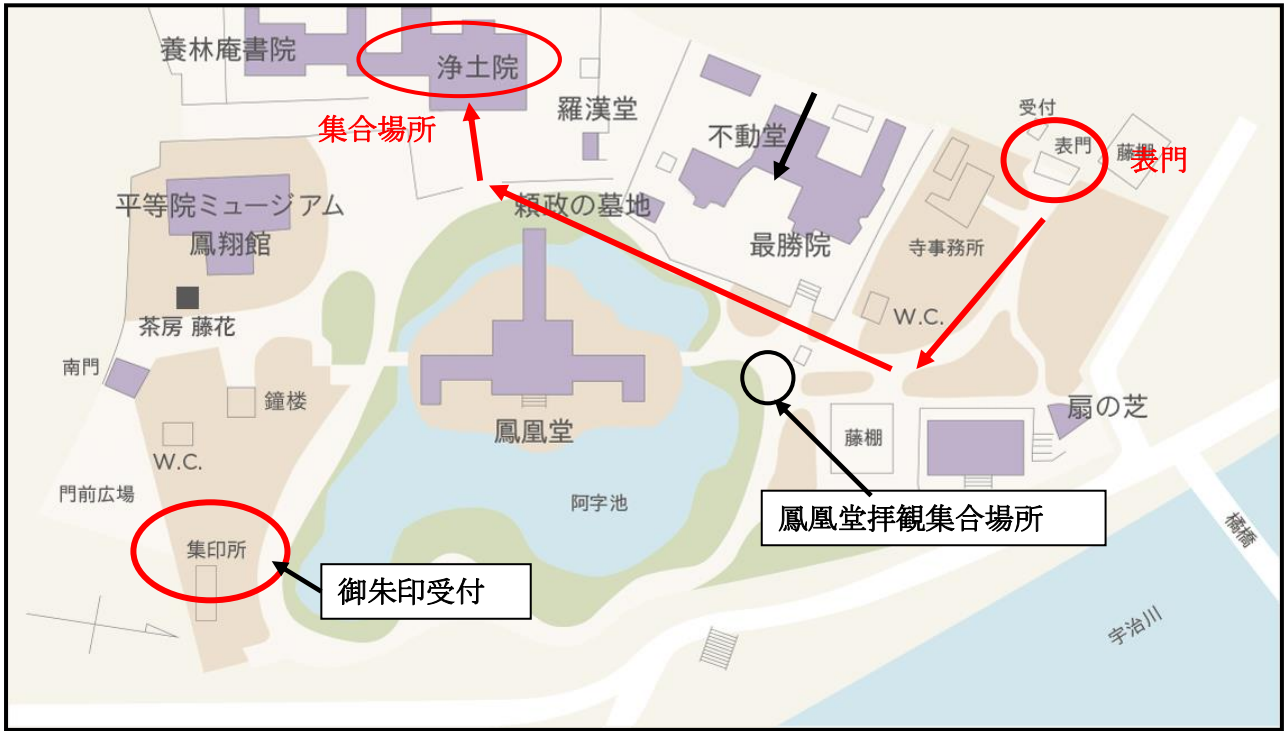 養林庵書院
浄土院
集合場所
羅漢堂
不動堂
受付
表門
藤棚
表門
平等院ミュージアム
鳳翔館
頼政の墓地
最勝院
寺事務所
茶房 藤花
W.C.
南門
鐘楼
鳳凰堂
藤棚
扇の芝
W.C.
門前広場
阿字池
鳳凰堂拝観集合場所
橘橋
集印所
御朱印受付
宇治川